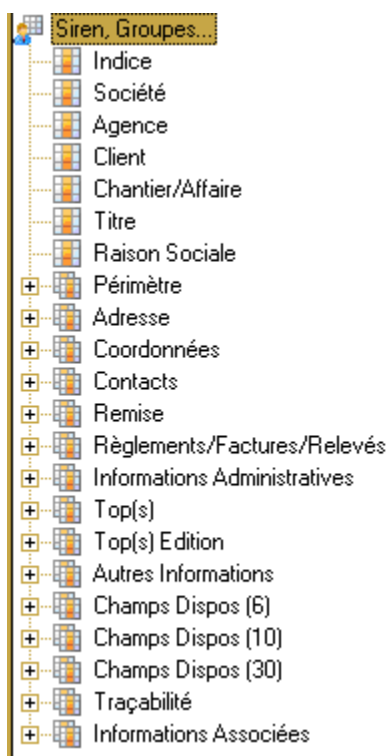 Siren, Groupes...
Indice
Société
Agence
Client
Chantier/Affaire
Titre
Raison Sociale
Périmètre
Adresse
Coordonnées
Contacts
Remise
Règlements/Factures/Relevés
Informations Administratives
Top(s)
Top(s) Edition
Autres Informations
Champs Dispos (6)
Champs Dispos (10)
Champs Dispos (30)
Traçabilité
Informations Associées